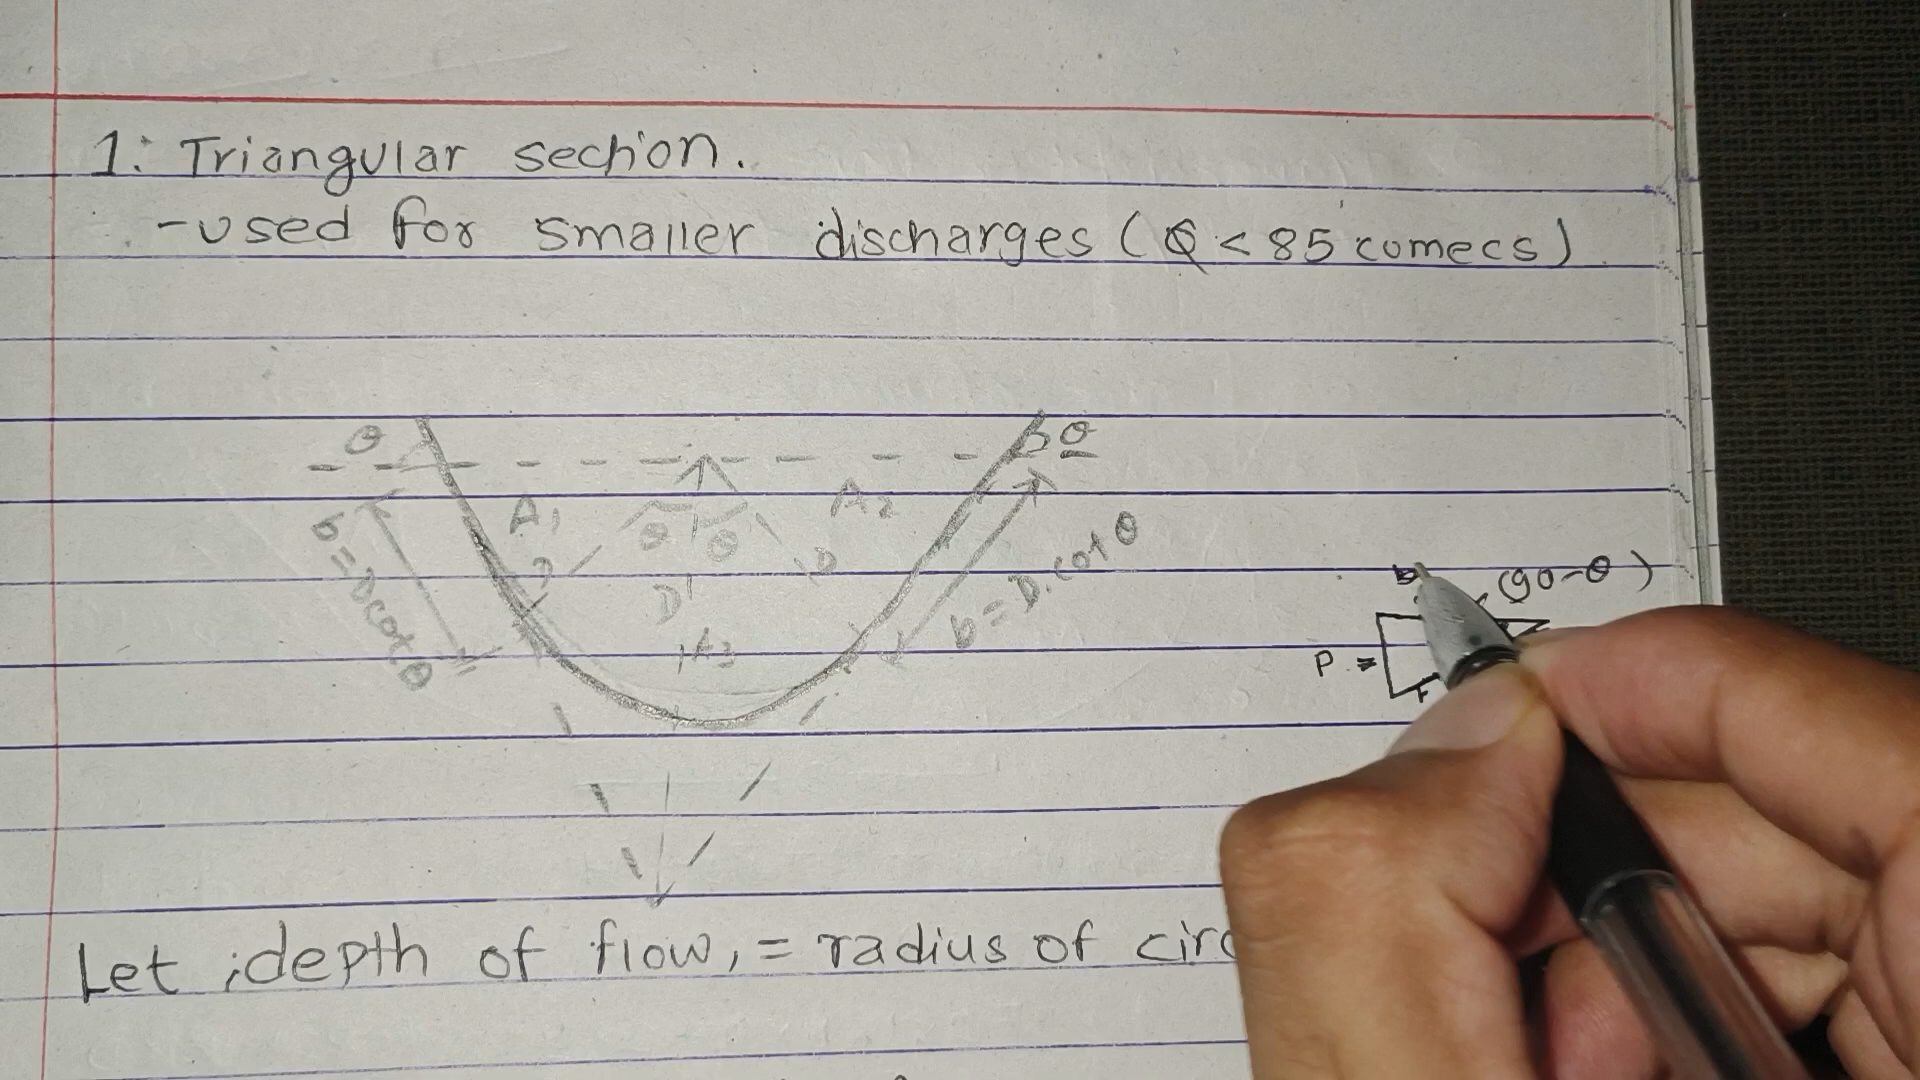 1: Triangular section.
-used for smaller discharges (Q < 85 comecs)
θ θ
A1 A2
θ θ
D D
D
A3
b = D cot θ
b = D. cot θ
b (90-θ)
P =
Let, depth of flow, = radius of circ